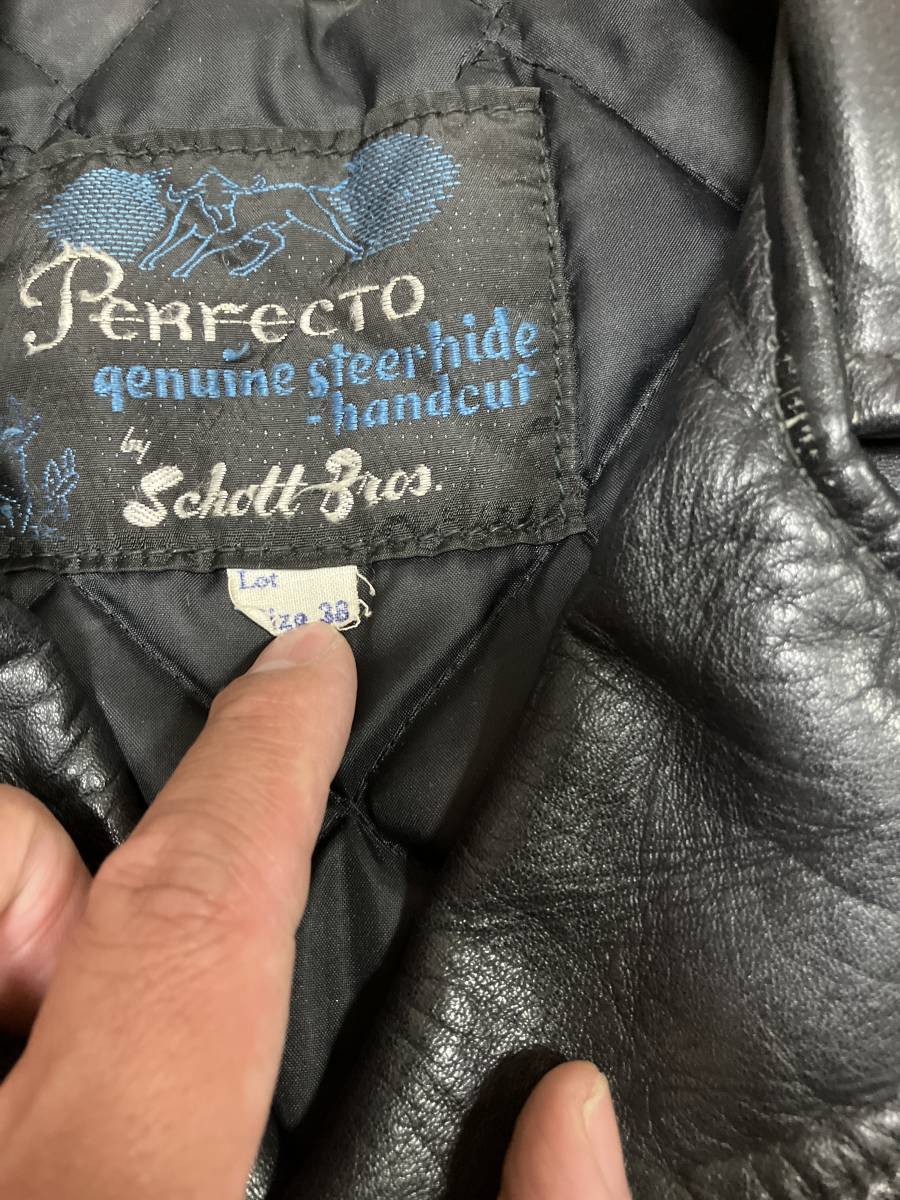 PERFECTO
genuine steerhide
-handcut
by
Schott Bros.
Lot
Size 38